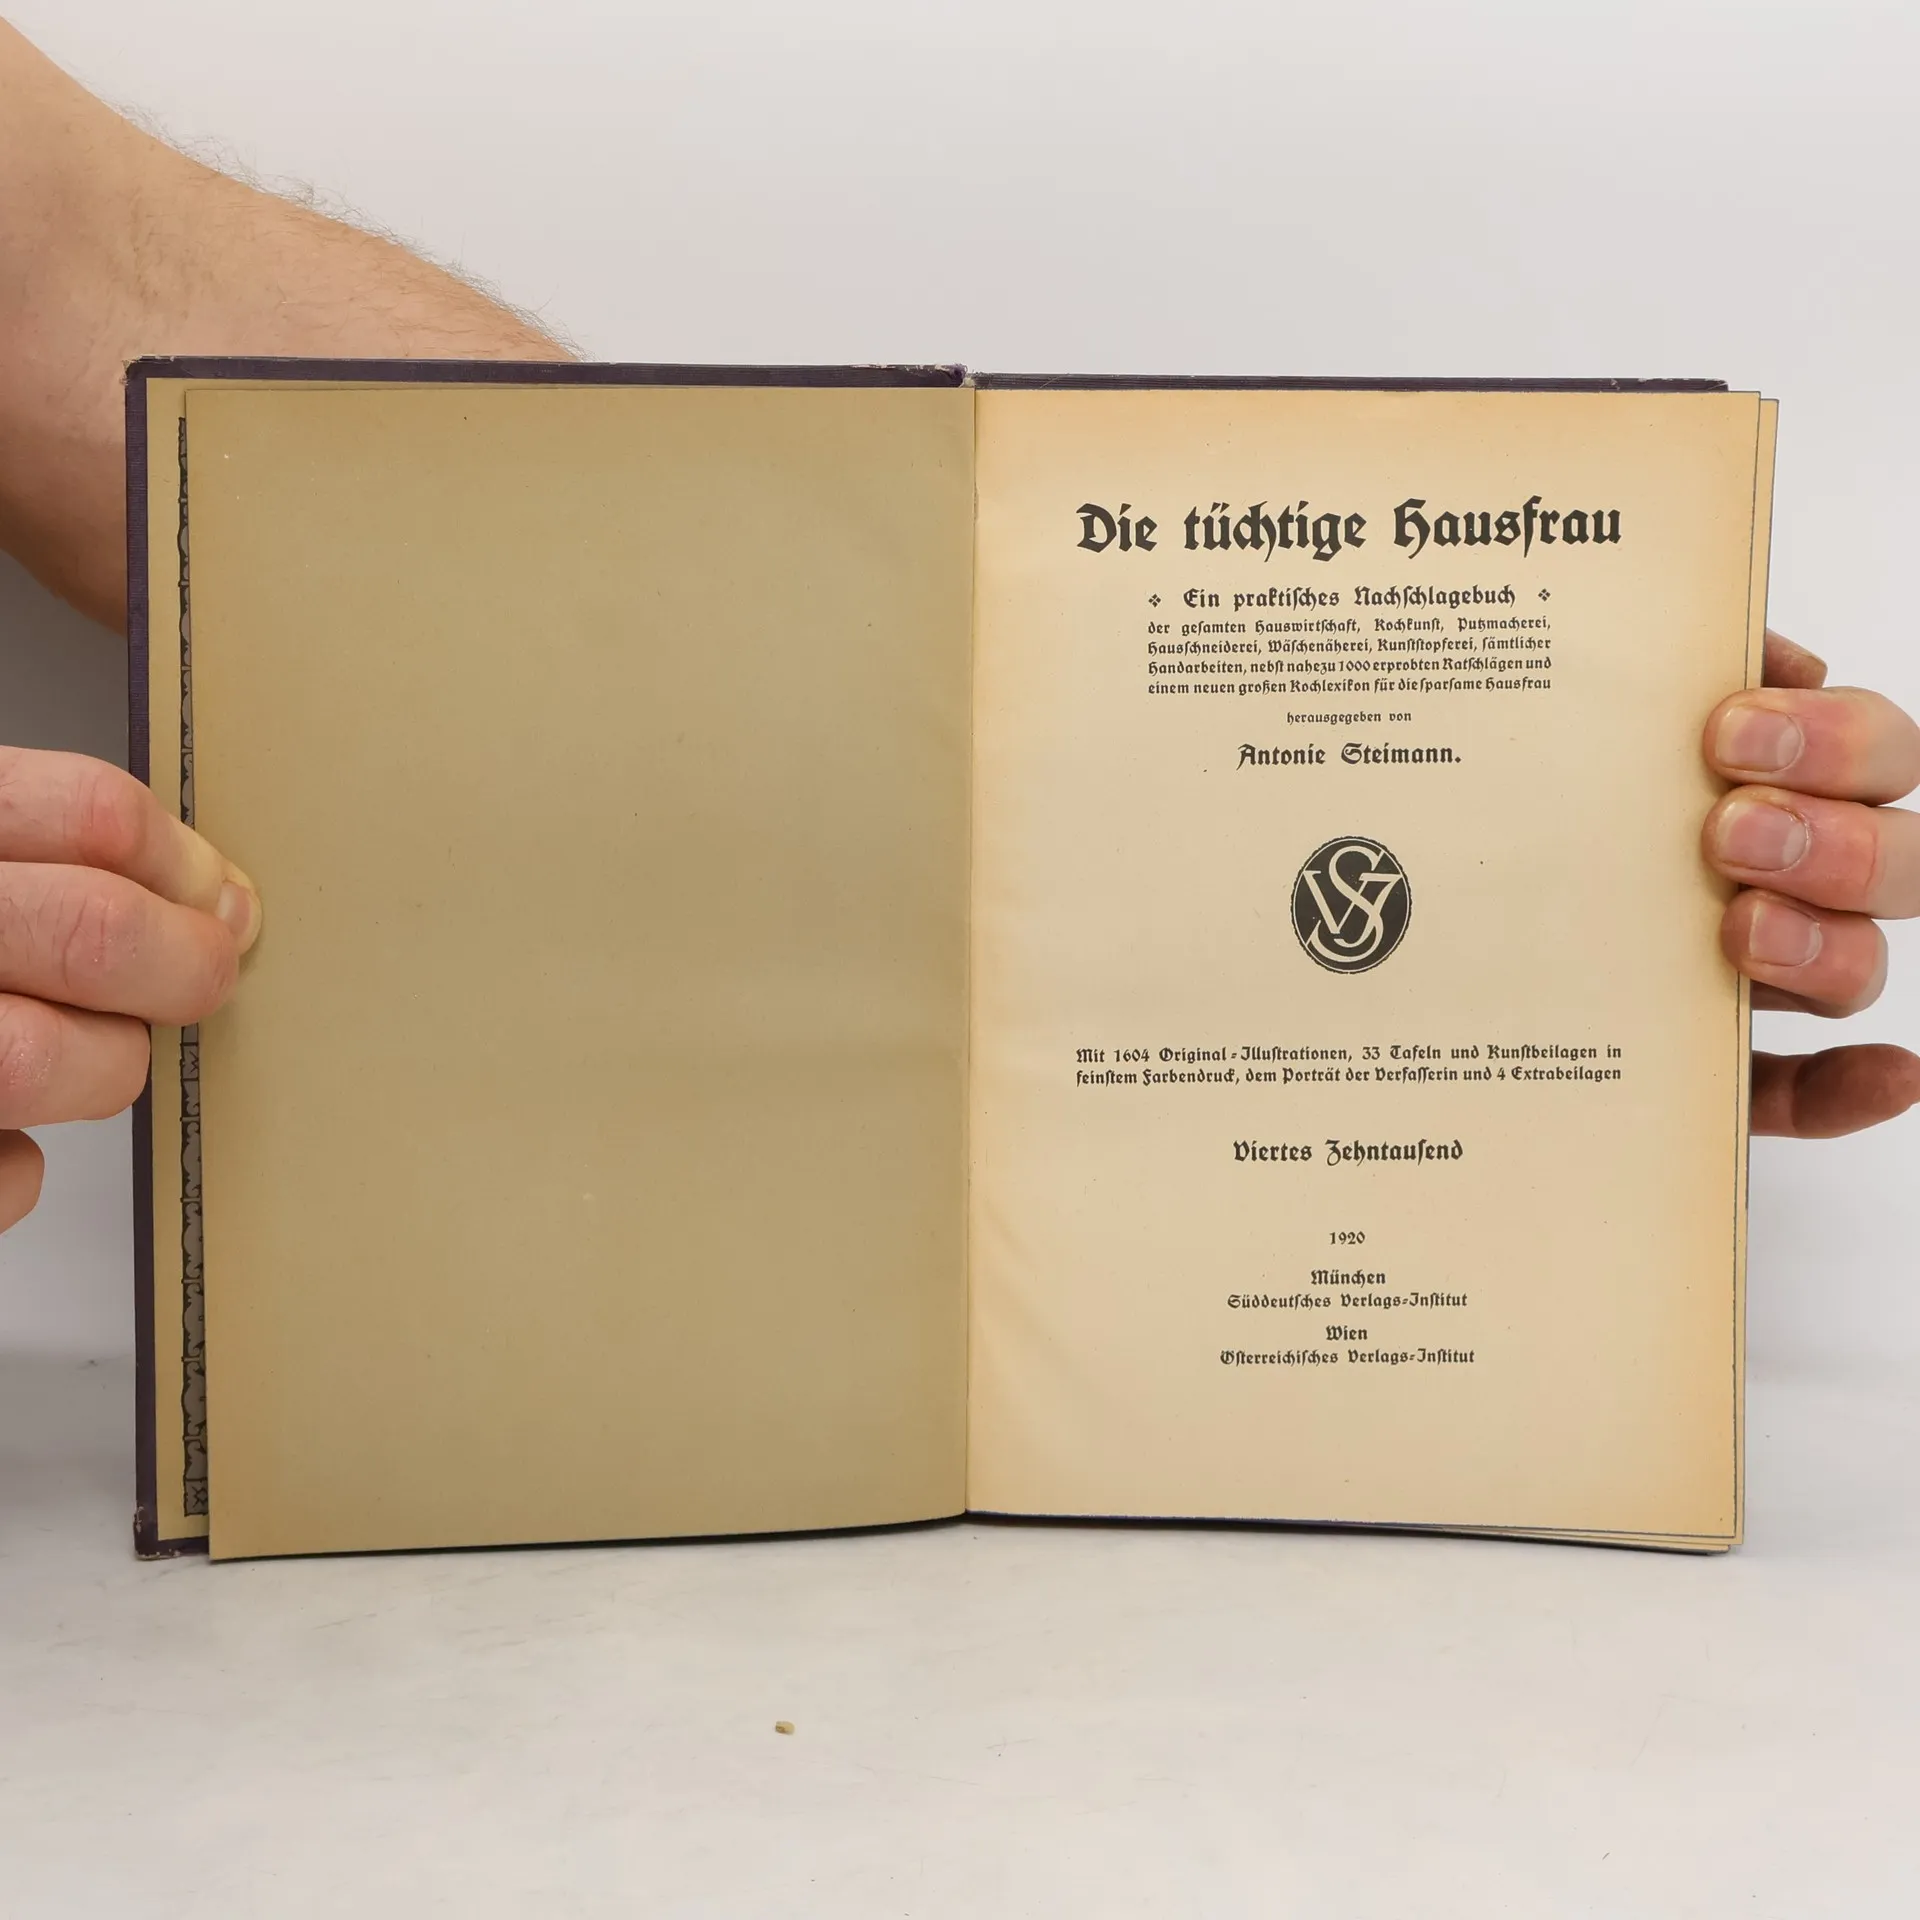 Die tüchtige Hausfrau
Ein praktisches Nachschlagebuch
der gesamten Hauswirtschaft, Kochkunst, Putzmacherei,
Hausschneiderei, Wäschenäherei, Kunststopferei, sämtlicher
Handarbeiten, nebst nahezu 1000 erprobten Ratschlägen und
einem neuen großen Kochlexikon für die sparsame Hausfrau
herausgegeben von
Antonie Steimann.
VSJ
Mit 1604 Original-Illustrationen, 33 Tafeln und Kunstbeilagen in
feinstem Farbendruck, dem Porträt der Verfasserin und 4 Extrabeilagen
Viertes Zehntausend
1920
München
Süddeutsches Verlags-Institut
Wien
Österreichisches Verlags-Institut